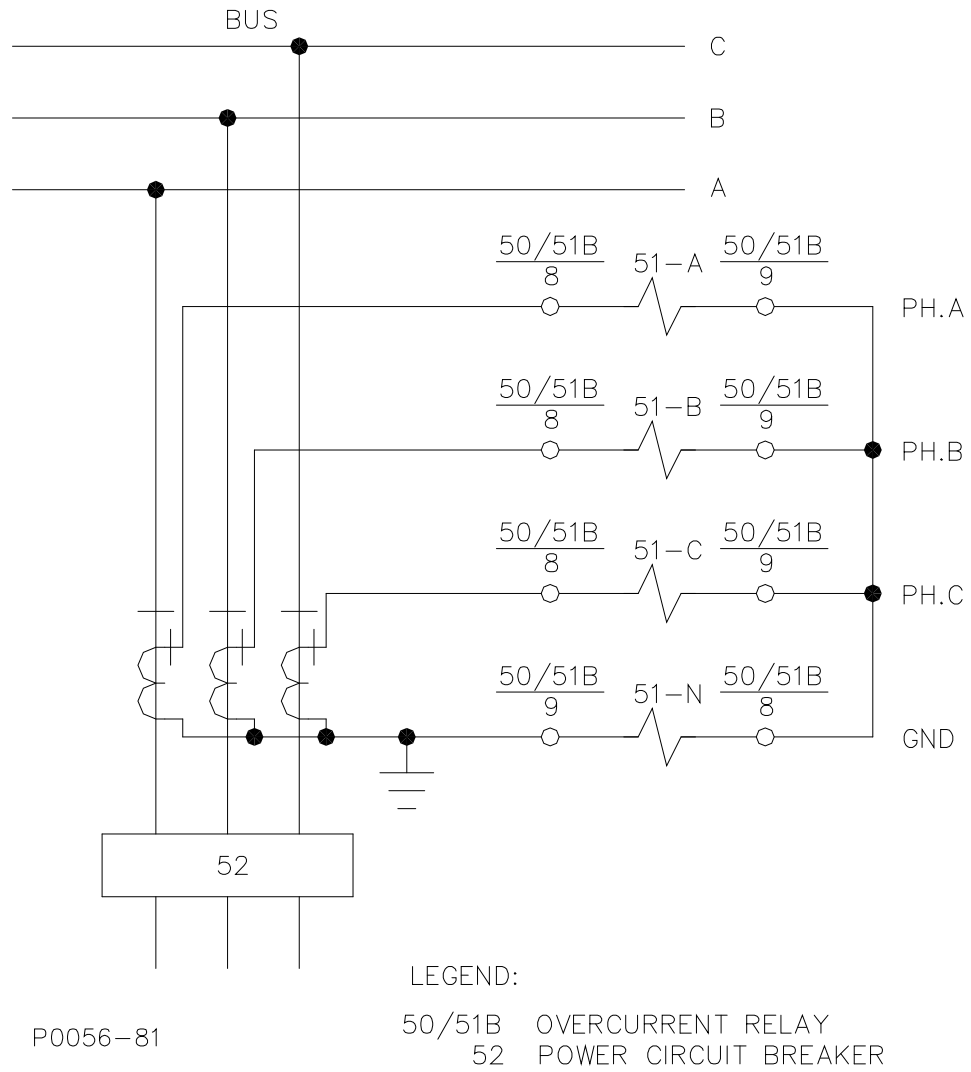 BUS
C
B
A
50/51B 51-A 50/51B
8 9
PH.A
50/51B 51-B 50/51B
8 9
PH.B
50/51B 51-C 50/51B
8 9
PH.C
50/51B 51-N 50/51B
9 8
GND
52
LEGEND:
50/51B OVERCURRENT RELAY
52 POWER CIRCUIT BREAKER
P0056-81